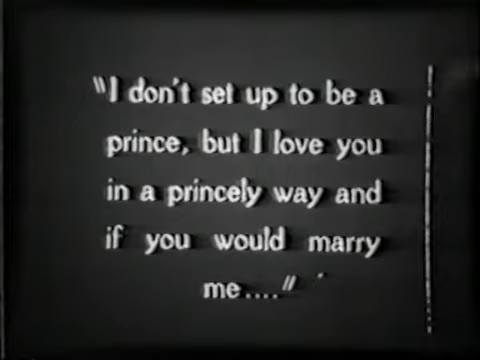 "I don't set up to be a
prince, but I love you
in a princely way and
if you would marry
me...."